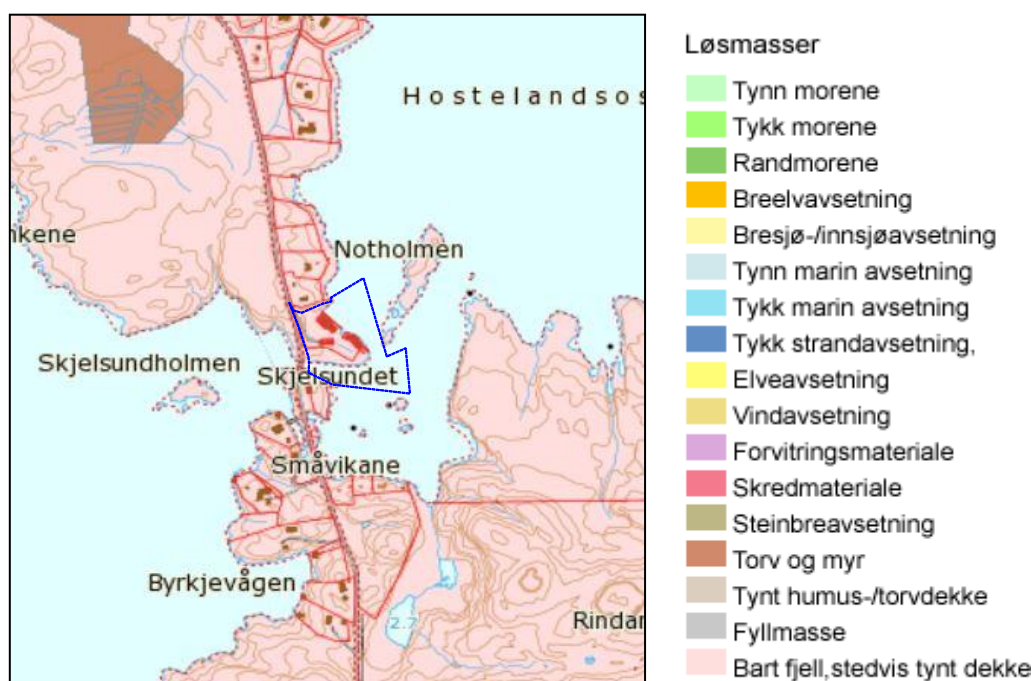 Hostelandsos
Notholmen
nkene
Skjelsundholmen
Skjelsundet
Småvikane
Byrkjevågen
2.7
Rindar
Løsmasser
Tynn morene
Tykk morene
Randmorene
Breelvavsetning
Bresjø-/innsjøavsetning
Tynn marin avsetning
Tykk marin avsetning
Tykk strandavsetning,
Elveavsetning
Vindavsetning
Forvitringsmateriale
Skredmateriale
Steinbreavsetning
Torv og myr
Tynt humus-/torvdekke
Fyllmasse
Bart fjell,stedvis tynt dekke